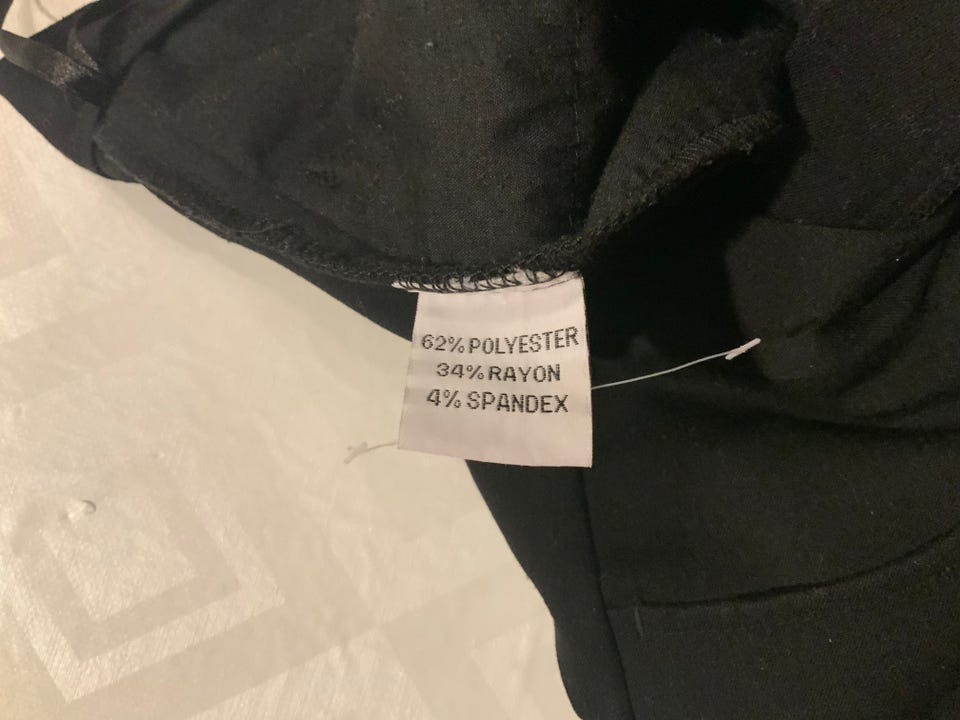 62% POLYESTER
34% RAYON
4% SPANDEX